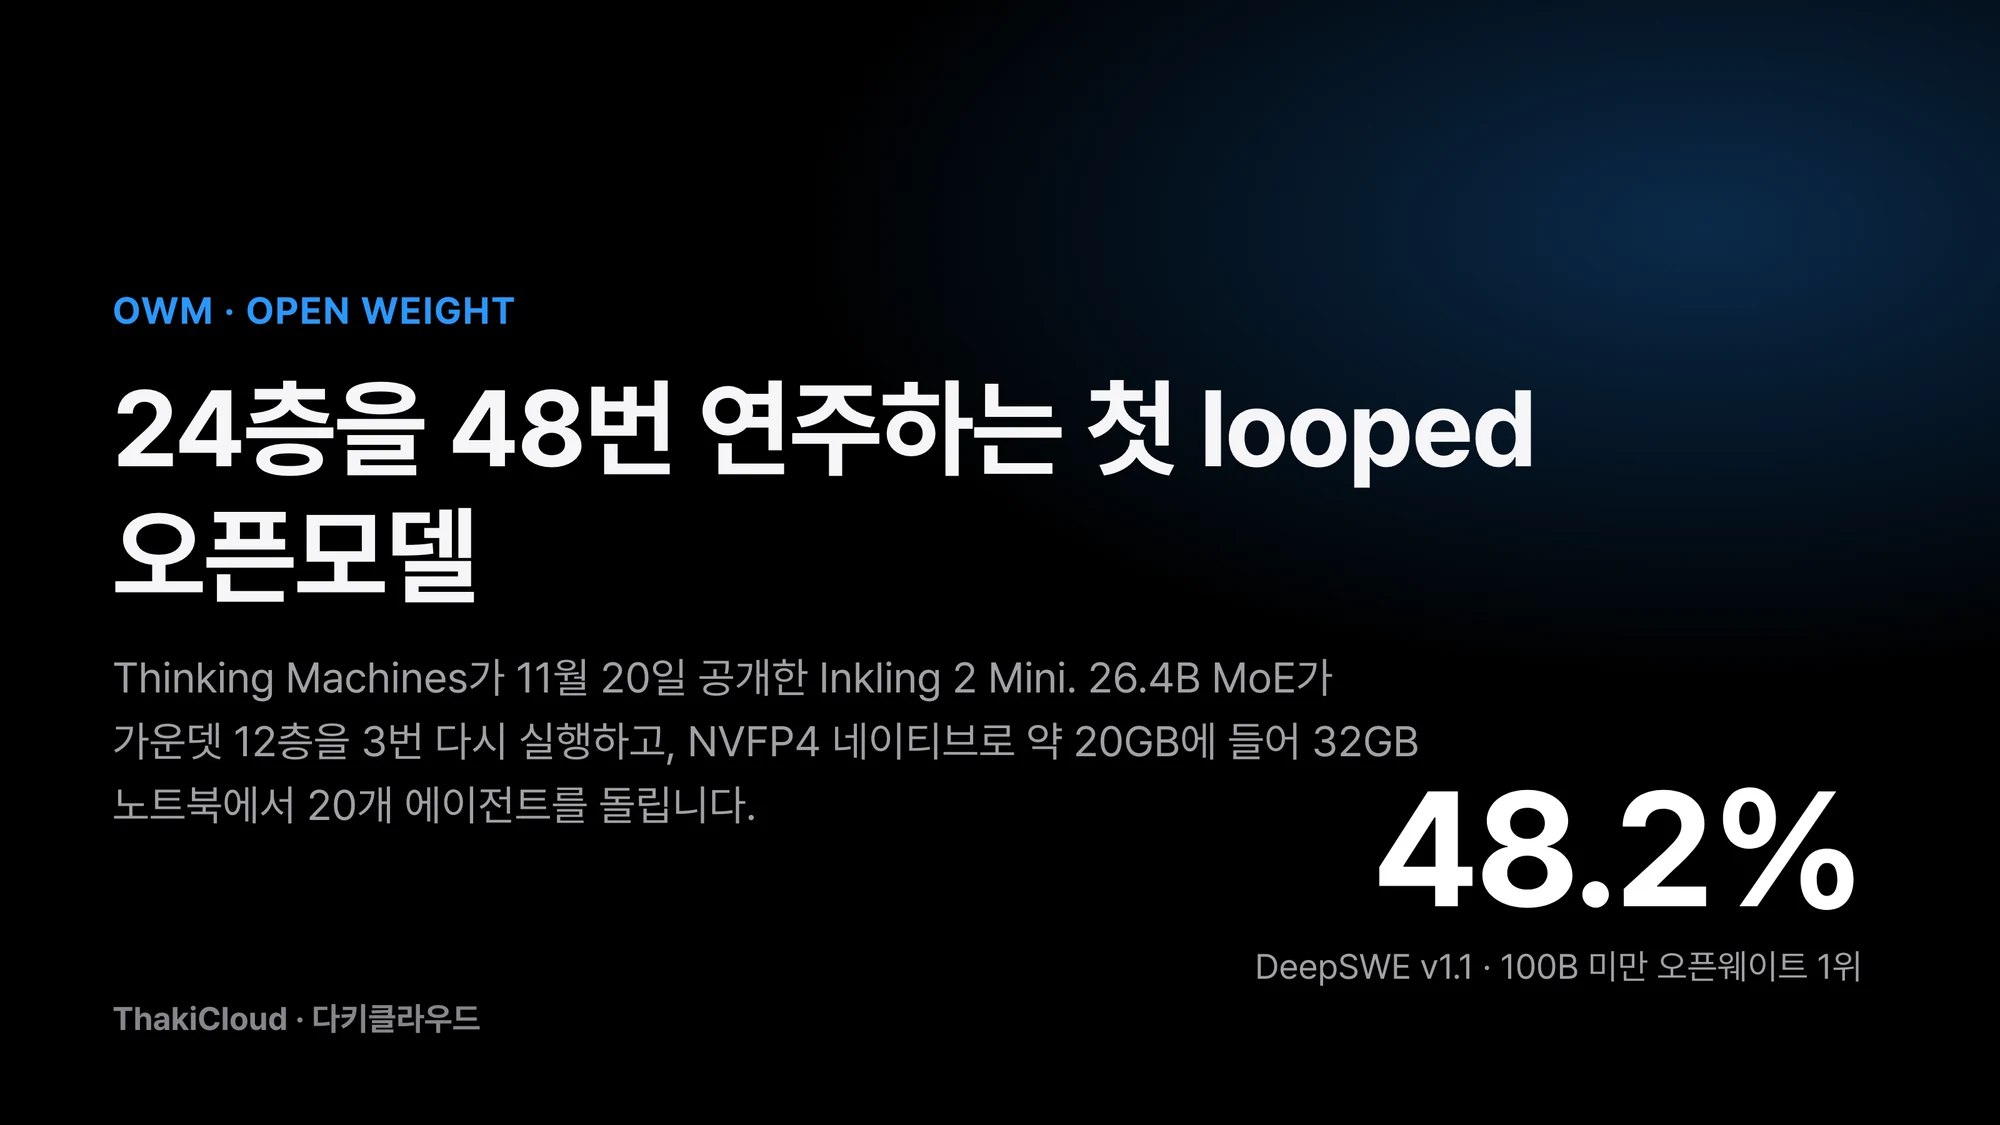 OWM · OPEN WEIGHT
24층을 48번 연주하는 첫 looped
오픈모델
Thinking Machines가 11월 20일 공개한 Inkling 2 Mini. 26.4B MoE가
가운뎃 12층을 3번 다시 실행하고, NVFP4 네이티브로 약 20GB에 들어 32GB
노트북에서 20개 에이전트를 돌립니다.
48.2%
DeepSWE v1.1 · 100B 미만 오픈웨이트 1위
ThakiCloud · 다키클라우드